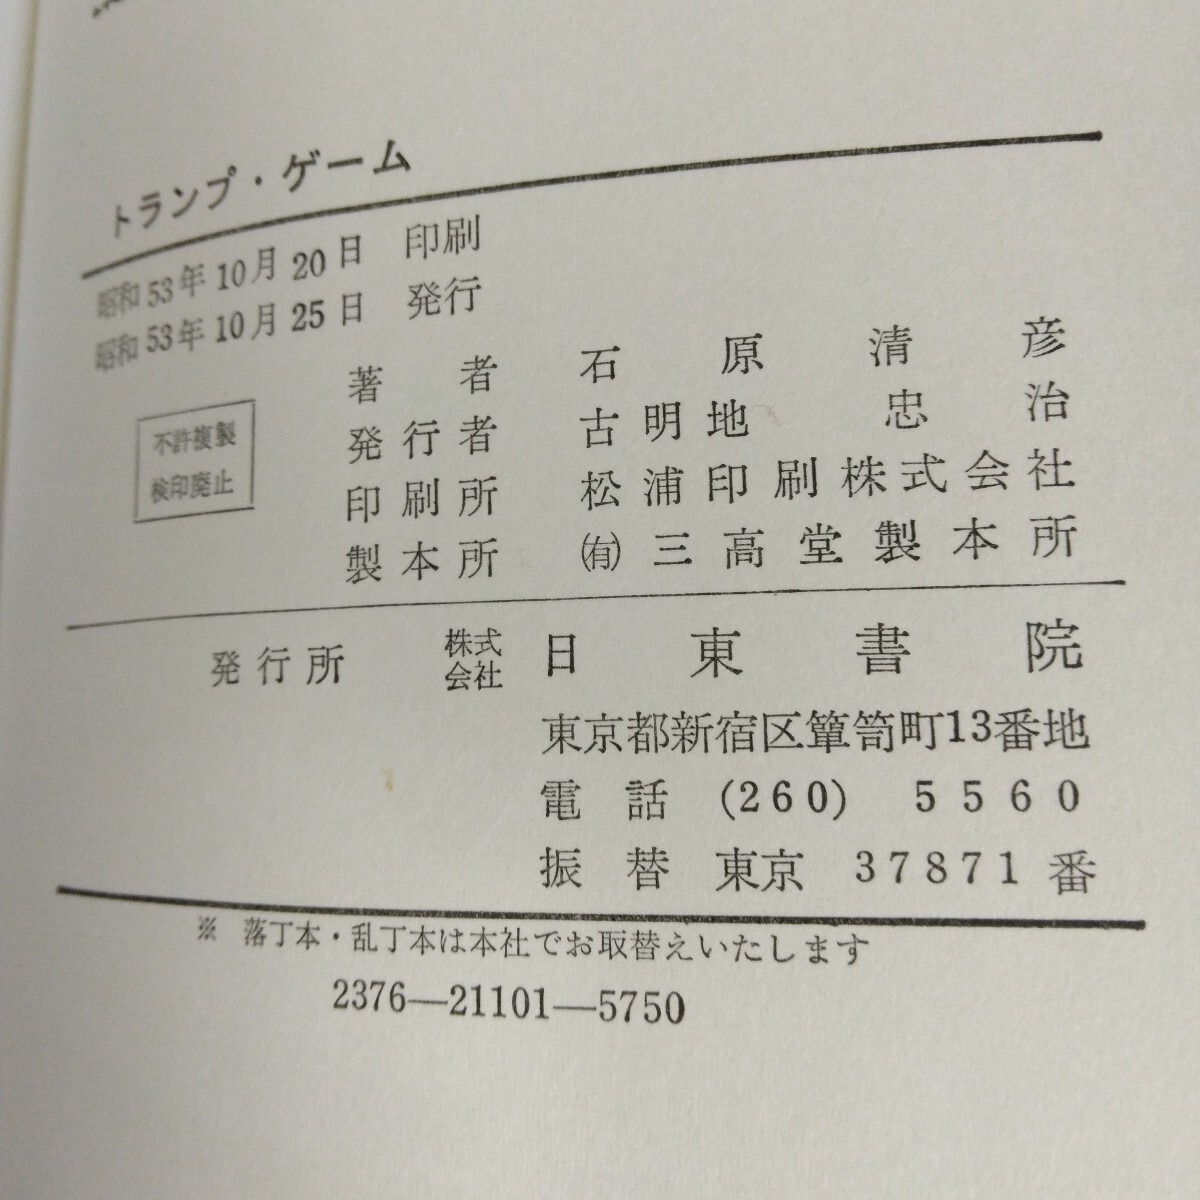 トランプ・ゲーム
昭和53年10月20日 印刷
昭和53年10月25日 発行
著者 石原清彦
発行者 古明地忠治
印刷所 松浦印刷株式会社
製本所 ㈲三高堂製本所
不許複製
検印廃止
発行所 株式会社 日東書院
東京都新宿区簞笥町13番地
電話 (260) 5560
振替 東京 37871番
※ 落丁本・乱丁本は本社でお取替えいたします
2376—21101—5750